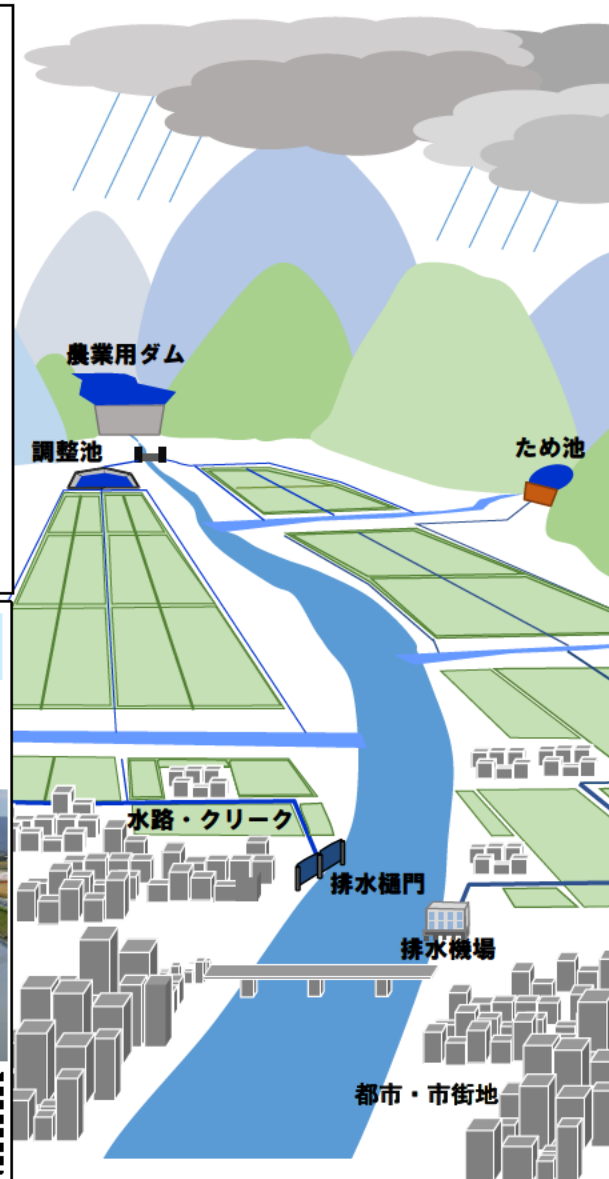 農業用ダム
調整池
ため池
水路・クリーク
排水樋門
排水機場
都市・市街地